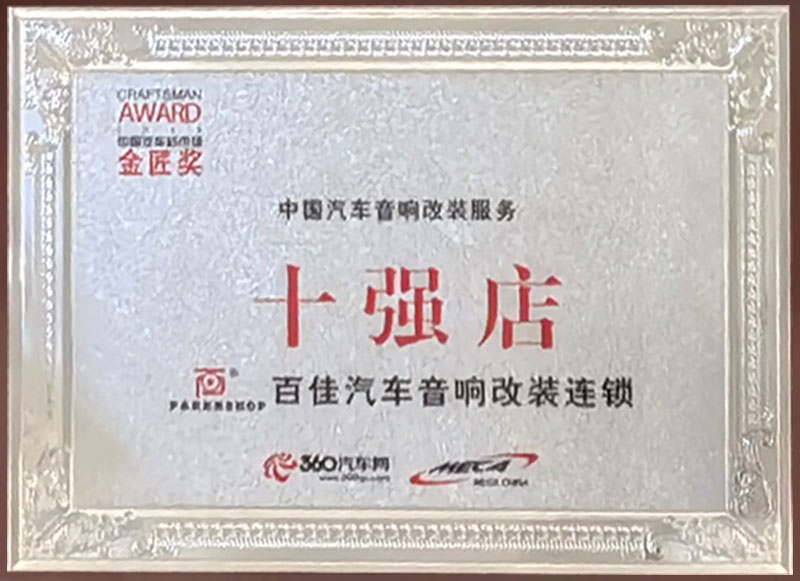 CRAFTSMAN
AWARD
金匠奖
中国汽车音响改装服务
十强店
百佳汽车音响改装连锁
360汽车网
MECA